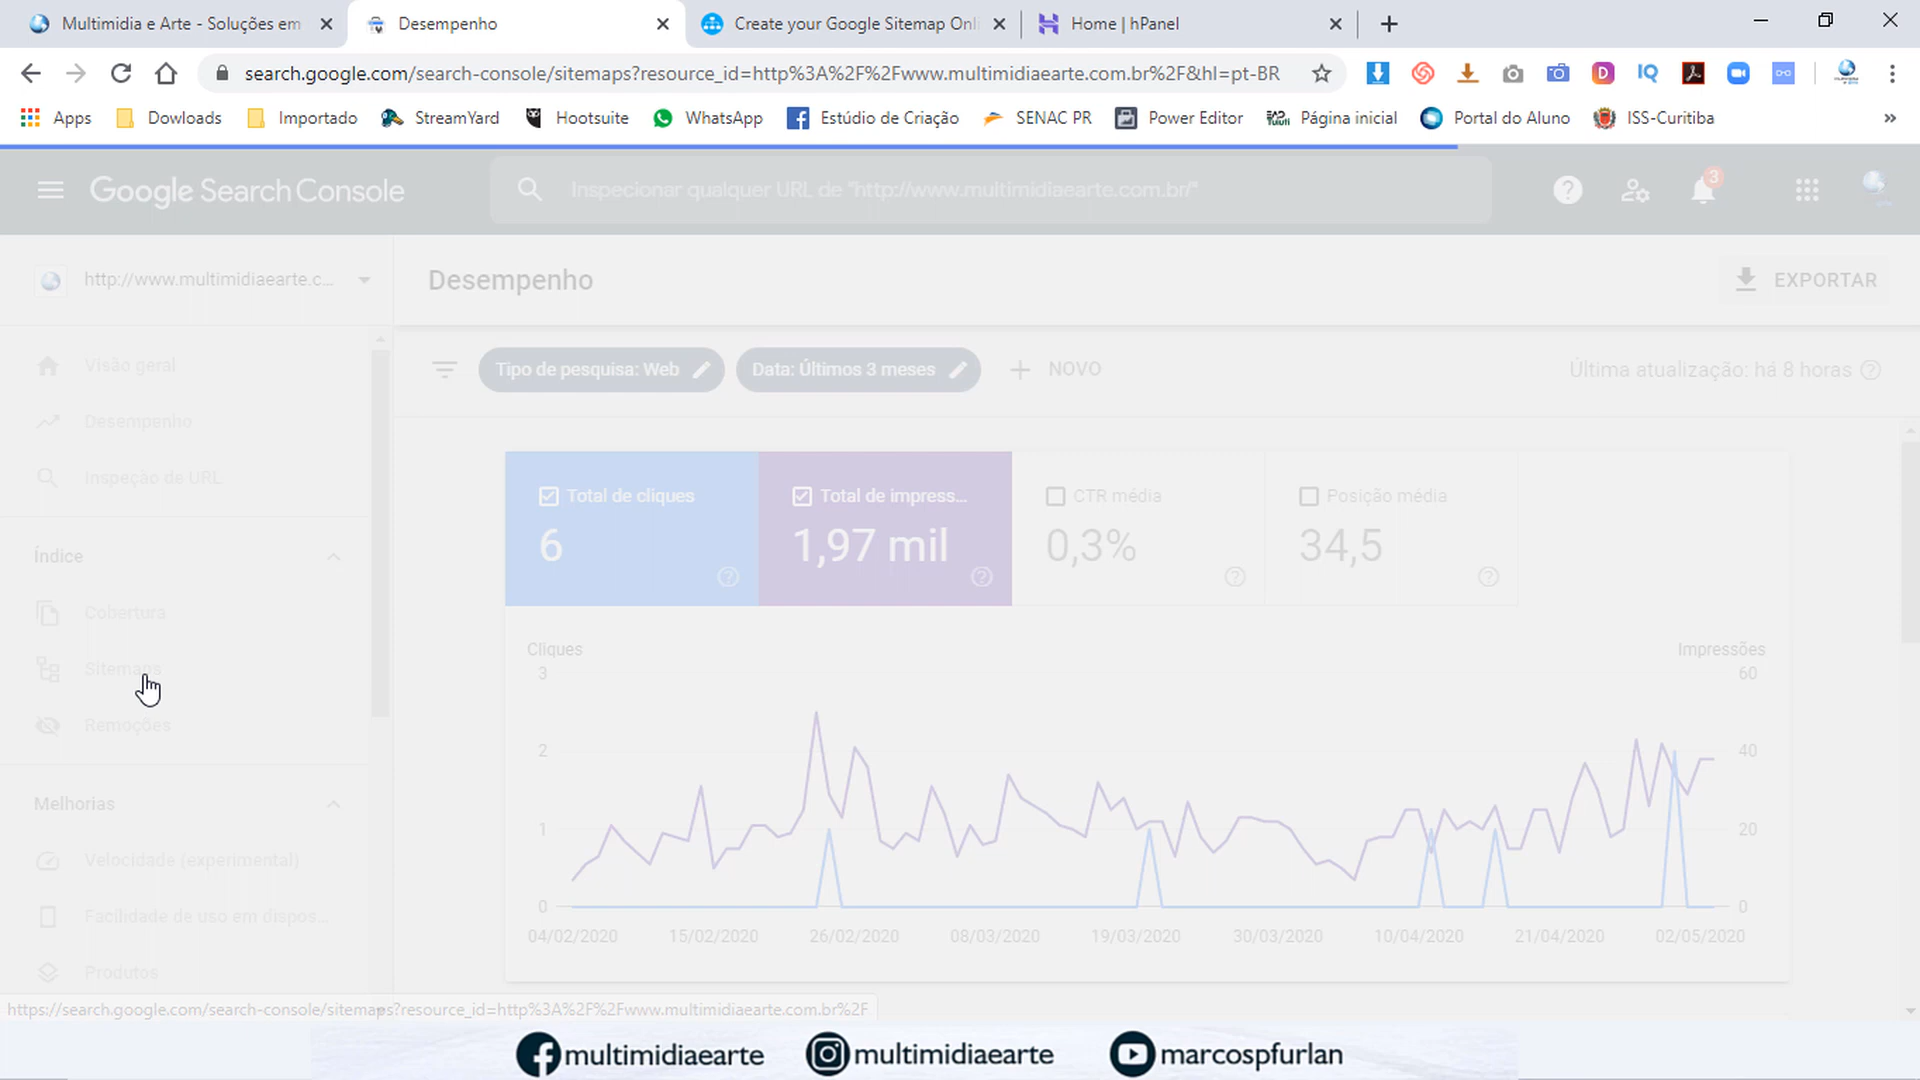 Multimidia e Arte - Soluções em
Desempenho
Create your Google Sitemap Onli
Home | hPanel
search.google.com/search-console/sitemaps?resource_id=http%3A%2F%2Fwww.multimidiaearte.com.br%2F&hl=pt-BR
Apps
Dowloads
Importado
StreamYard
Hootsuite
WhatsApp
Estúdio de Criação
SENAC PR
Power Editor
Página inicial
Portal do Aluno
ISS-Curitiba
»
Google Search Console
Inspecionar qualquer URL de "http://www.multimidiaearte.com.br/"
3
http://www.multimidiaearte.c...
Desempenho
EXPORTAR
Visão geral
Desempenho
Inspeção de URL
Índice
Cobertura
Sitemaps
Remoções
Melhorias
Velocidade (experimental)
Facilidade de uso em dispos...
Produtos
Tipo de pesquisa: Web
Data: Últimos 3 meses
NOVO
Última atualização: há 8 horas
Total de cliques
6
Total de impress...
1,97 mil
CTR média
0,3%
Posição média
34,5
Cliques
Impressões
3
60
2
40
1
20
0
0
04/02/2020
15/02/2020
26/02/2020
08/03/2020
19/03/2020
30/03/2020
10/04/2020
21/04/2020
02/05/2020
https://search.google.com/search-console/sitemaps?resource_id=http%3A%2F%2Fwww.multimidiaearte.com.br%2F
multimidiaearte
multimidiaearte
marcospfurlan